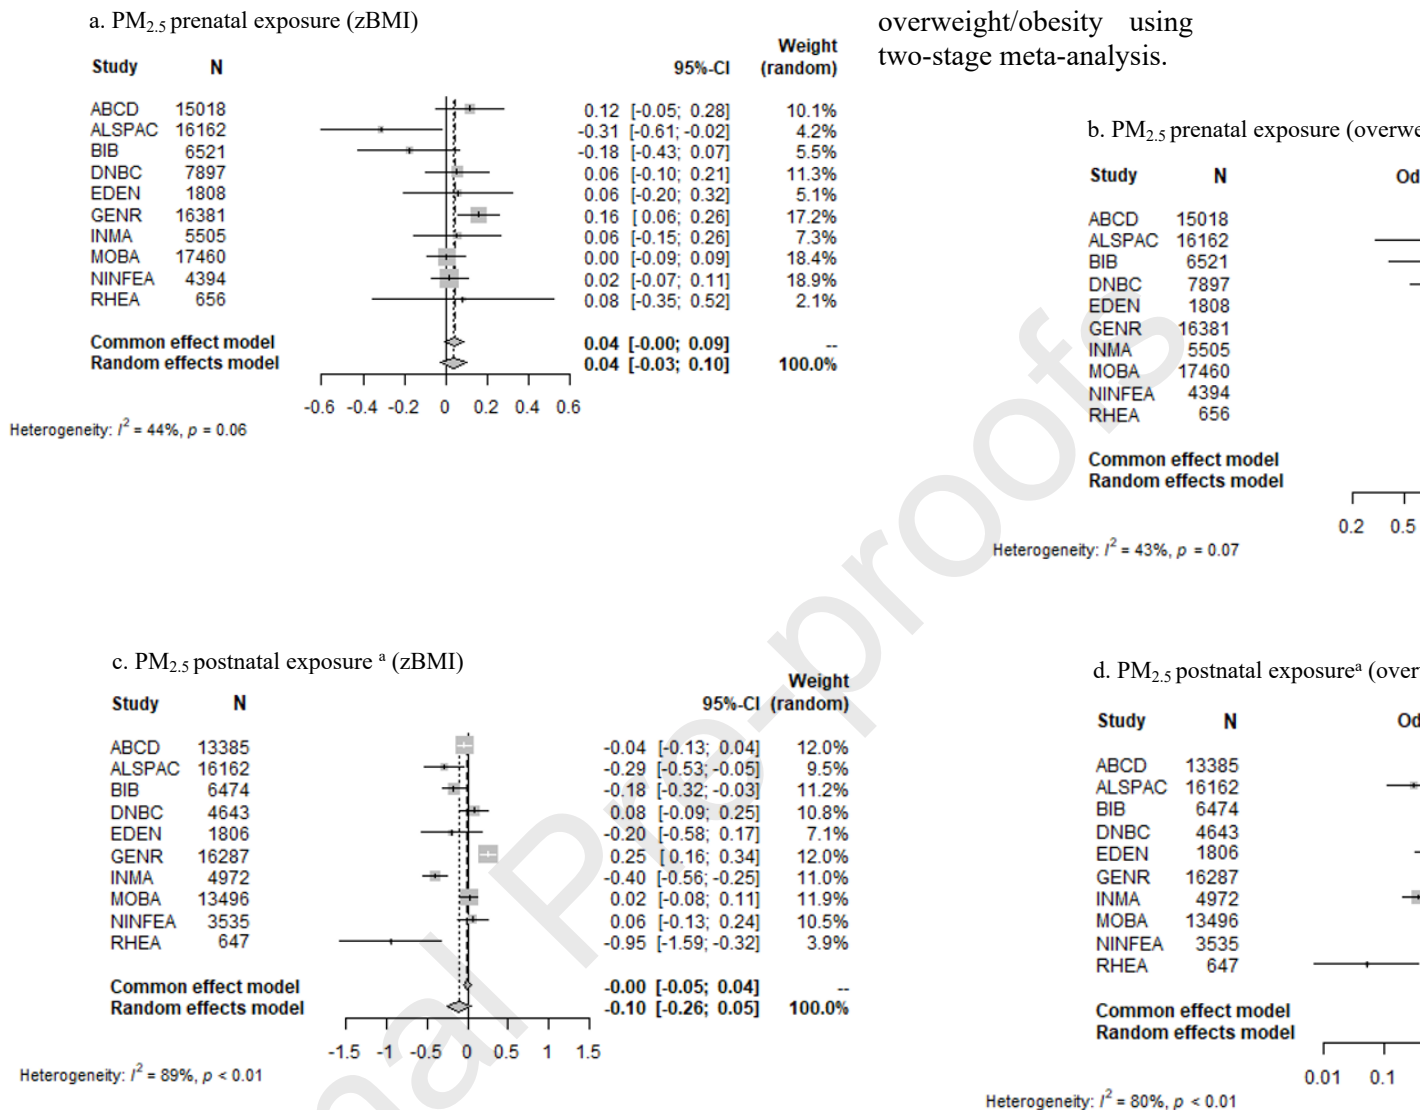 a. PM2.5 prenatal exposure (zBMI)
Study N 95%-CI Weight (random)
ABCD 15018 0.12 [-0.05; 0.28] 10.1%
ALSPAC 16162 -0.31 [-0.61; -0.02] 4.2%
BIB 6521 -0.18 [-0.43; 0.07] 5.5%
DNBC 7897 0.06 [-0.10; 0.21] 11.3%
EDEN 1808 0.06 [-0.20; 0.32] 5.1%
GENR 16381 0.16 [ 0.06; 0.26] 17.2%
INMA 5505 0.06 [-0.15; 0.26] 7.3%
MOBA 17460 0.00 [-0.09; 0.09] 18.4%
NINFEA 4394 0.02 [-0.07; 0.11] 18.9%
RHEA 656 0.08 [-0.35; 0.52] 2.1%
Common effect model 0.04 [-0.00; 0.09] --
Random effects model 0.04 [-0.03; 0.10] 100.0%
-0.6 -0.4 -0.2 0 0.2 0.4 0.6
Heterogeneity: I² = 44%, p = 0.06
overweight/obesity using
two-stage meta-analysis.
b. PM2.5 prenatal exposure (overwe
Study N Od
ABCD 15018
ALSPAC 16162
BIB 6521
DNBC 7897
EDEN 1808
GENR 16381
INMA 5505
MOBA 17460
NINFEA 4394
RHEA 656
Common effect model
Random effects model
0.2 0.5
Heterogeneity: I² = 43%, p = 0.07
c. PM2.5 postnatal exposure a (zBMI)
Study N 95%-CI Weight (random)
ABCD 13385 -0.04 [-0.13; 0.04] 12.0%
ALSPAC 16162 -0.29 [-0.53; -0.05] 9.5%
BIB 6474 -0.18 [-0.32; -0.03] 11.2%
DNBC 4643 0.08 [-0.09; 0.25] 10.8%
EDEN 1806 -0.20 [-0.58; 0.17] 7.1%
GENR 16287 0.25 [ 0.16; 0.34] 12.0%
INMA 4972 -0.40 [-0.56; -0.25] 11.0%
MOBA 13496 0.02 [-0.08; 0.11] 11.9%
NINFEA 3535 0.06 [-0.13; 0.24] 10.5%
RHEA 647 -0.95 [-1.59; -0.32] 3.9%
Common effect model -0.00 [-0.05; 0.04] --
Random effects model -0.10 [-0.26; 0.05] 100.0%
-1.5 -1 -0.5 0 0.5 1 1.5
Heterogeneity: I² = 89%, p < 0.01
d. PM2.5 postnatal exposurea (over
Study N Od
ABCD 13385
ALSPAC 16162
BIB 6474
DNBC 4643
EDEN 1806
GENR 16287
INMA 4972
MOBA 13496
NINFEA 3535
RHEA 647
Common effect model
Random effects model
0.01 0.1
Heterogeneity: I² = 80%, p < 0.01
nal Pre-proofs